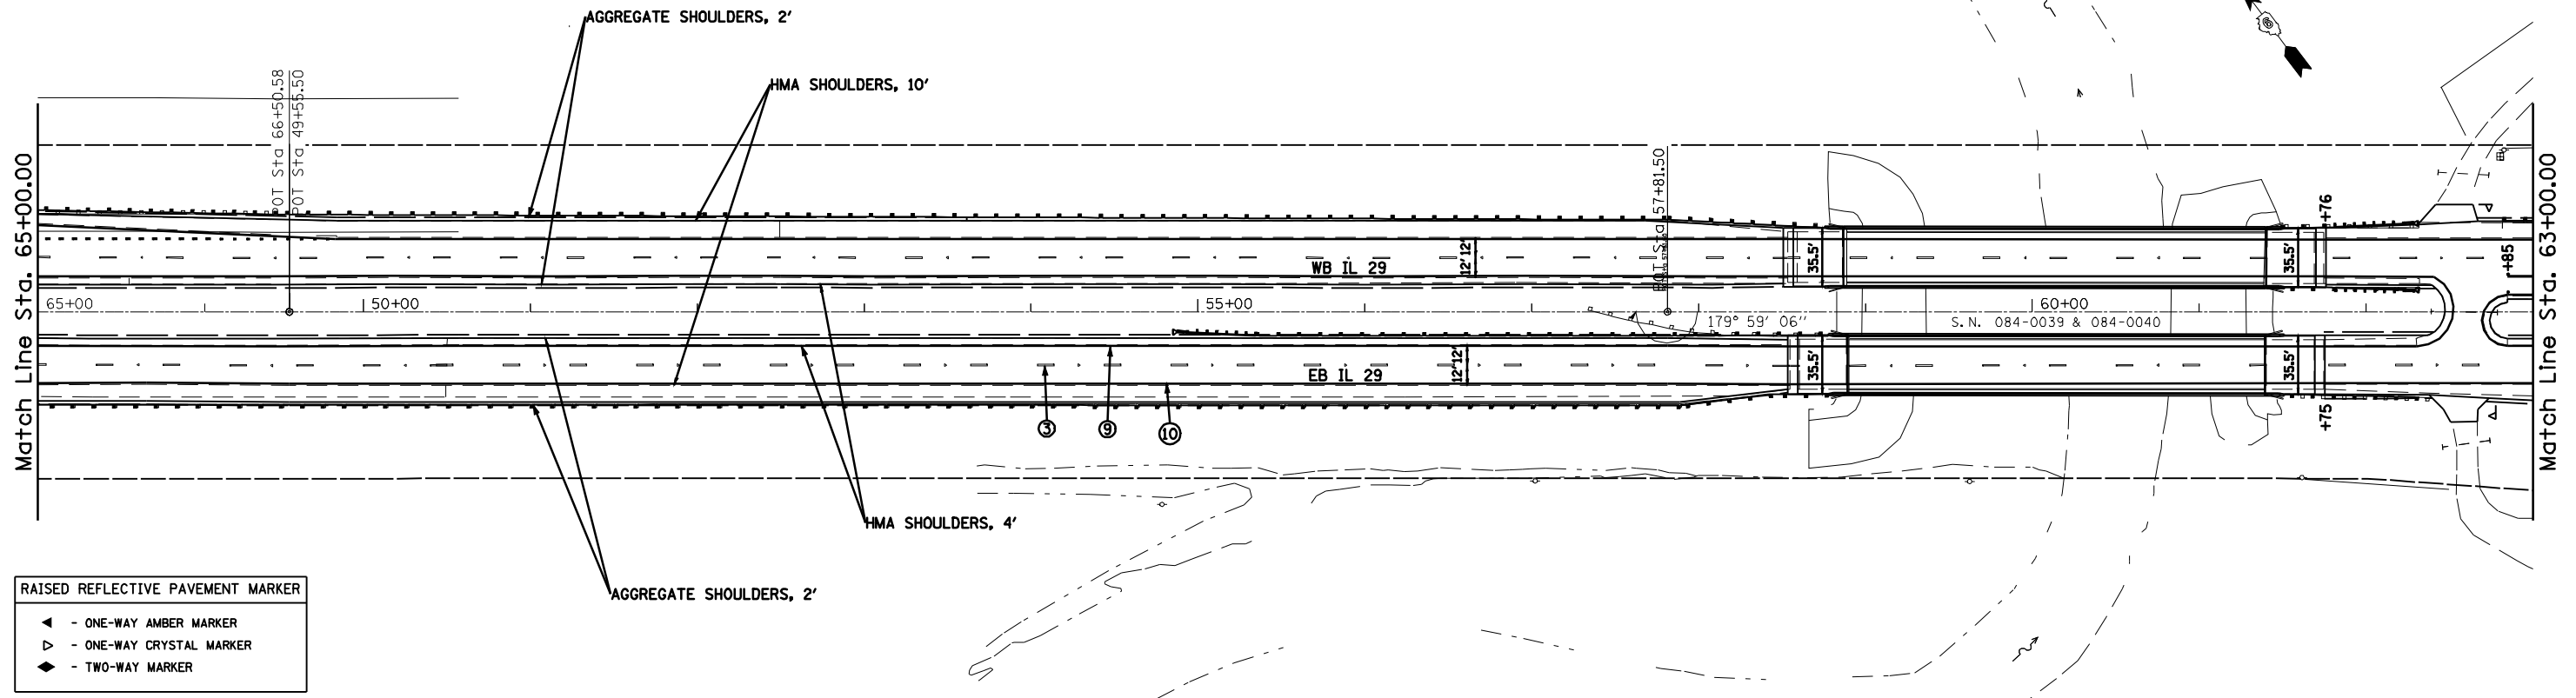 AGGREGATE SHOULDERS, 2'
HMA SHOULDERS, 10'
POT Sta 66+50.58
POT Sta 49+55.50
Match Line Sta. 65+00.00
POT Sta 57+81.50
+76
6
Match Line Sta. 63+00.00
12' 12'
WB IL 29
35.5'
35.5'
+85
65+00
50+00
55+00
60+00
179° 59' 06''
S.N. 084-0039 & 084-0040
12' 12'
EB IL 29
35.5'
35.5'
+75
3
9
10
HMA SHOULDERS, 4'
AGGREGATE SHOULDERS, 2'
RAISED REFLECTIVE PAVEMENT MARKER
- ONE-WAY AMBER MARKER
- ONE-WAY CRYSTAL MARKER
- TWO-WAY MARKER